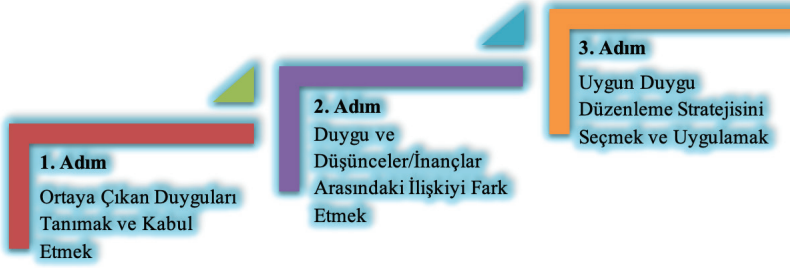 1. Adım
Ortaya Çıkan Duyguları
Tanımak ve Kabul
Etmek
2. Adım
Duygu ve
Düşünceler/İnançlar
Arasındaki İlişkiyi Fark
Etmek
3. Adım
Uygun Duygu
Düzenleme Stratejisini
Seçmek ve Uygulamak